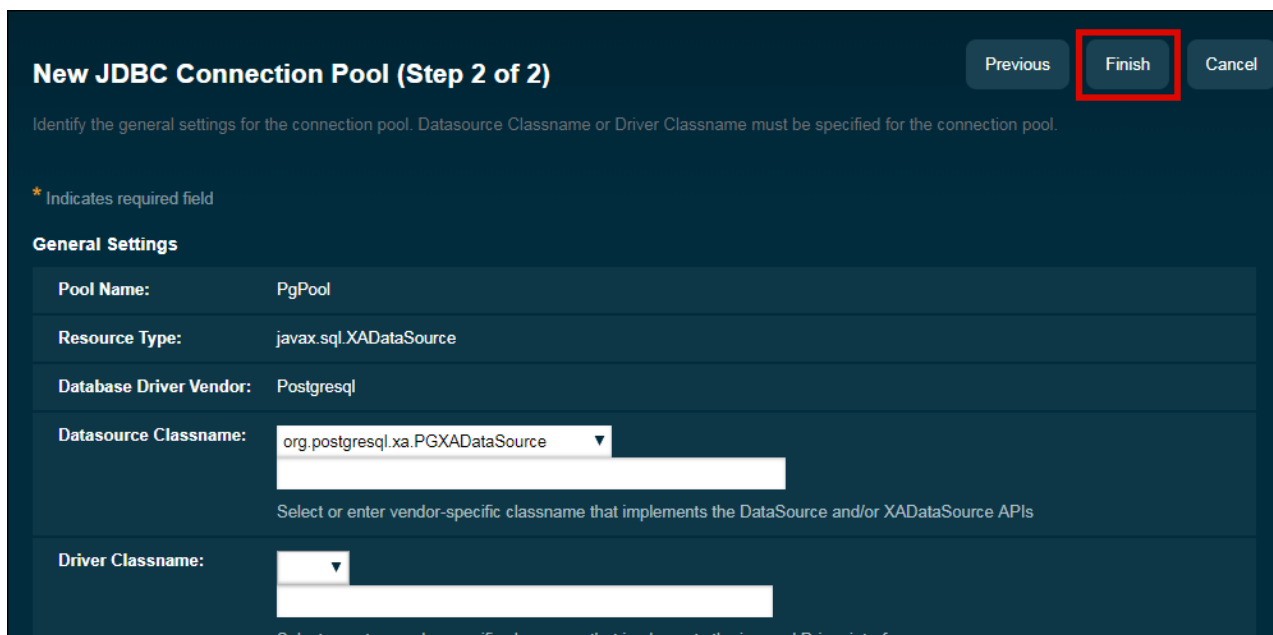 New JDBC Connection Pool (Step 2 of 2)
Previous
Finish
Cancel
Identify the general settings for the connection pool. Datasource Classname or Driver Classname must be specified for the connection pool.
* Indicates required field
General Settings
Pool Name: PgPool
Resource Type: javax.sql.XADataSource
Database Driver Vendor: Postgresql
Datasource Classname: org.postgresql.xa.PGXADataSource
Select or enter vendor-specific classname that implements the DataSource and/or XADataSource APIs
Driver Classname: